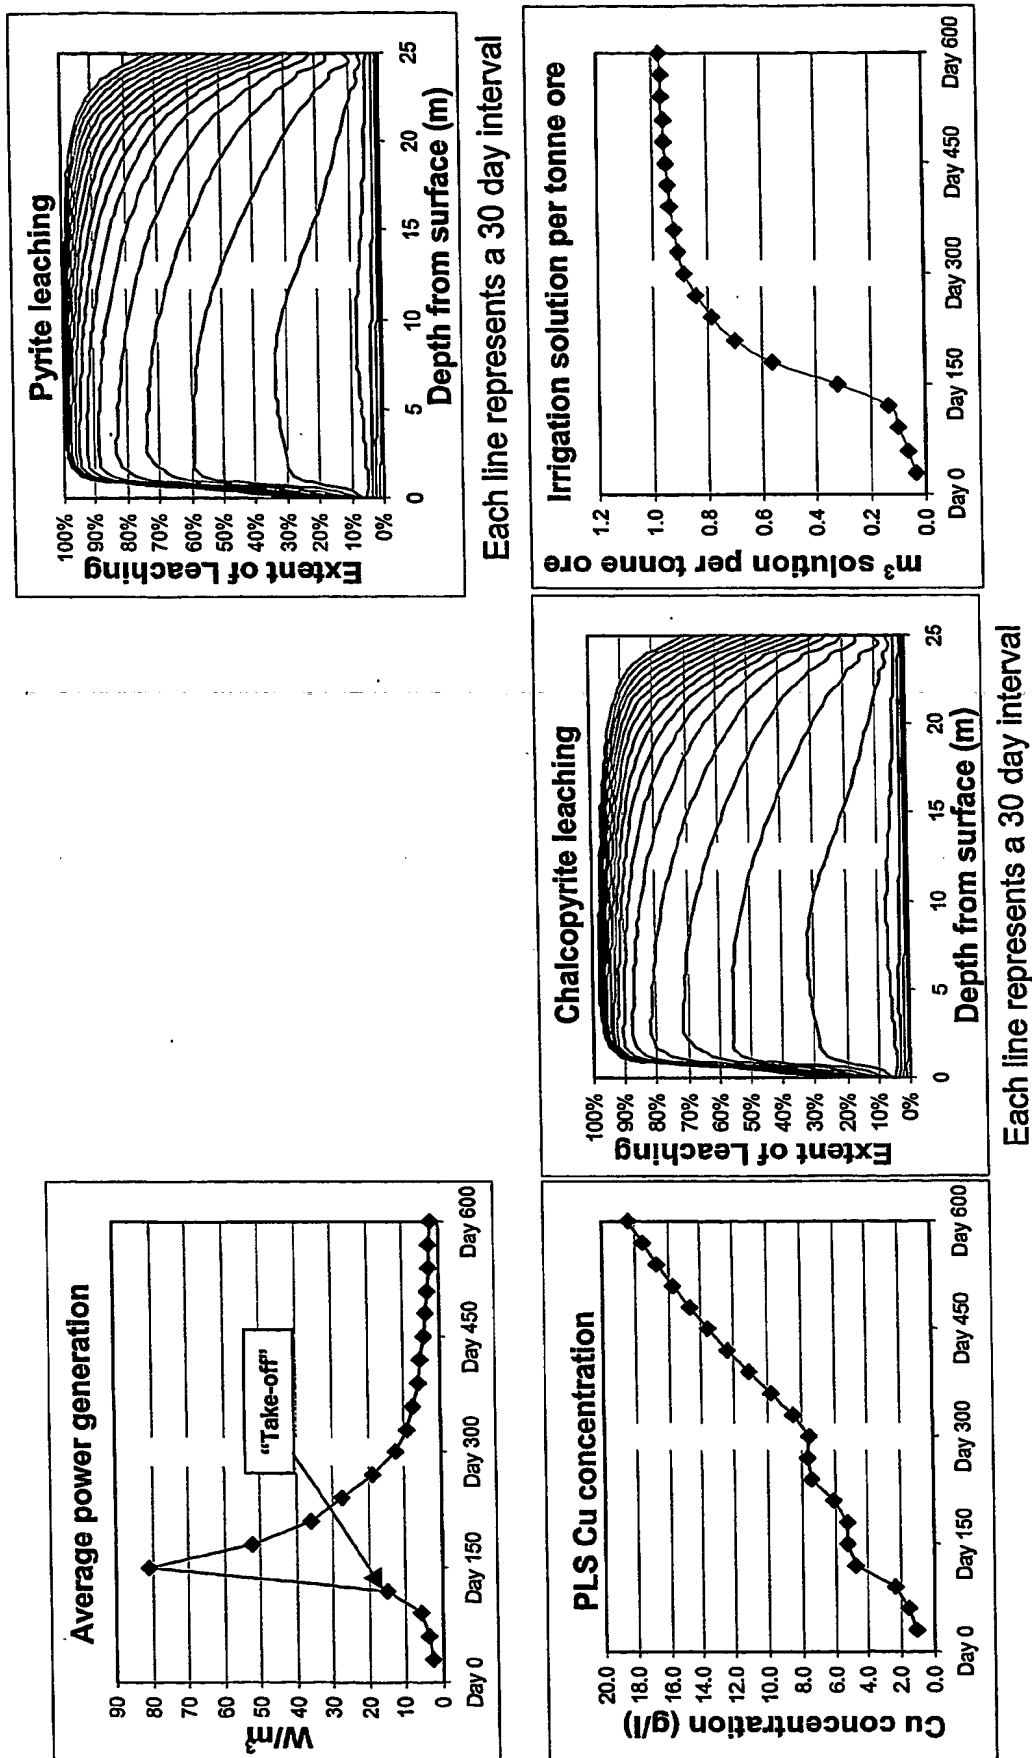 Average power generation
W/m³
90
80
70
60
50
40
30
20
10
0
"Take-off"
Day 0
Day 150
Day 300
Day 450
Day 600
Pyrite leaching
Extent of Leaching
100%
90%
80%
70%
60%
50%
40%
30%
20%
10%
0%
0
5
10
15
20
25
Depth from surface (m)
Each line represents a 30 day interval
PLS Cu concentration
Cu concentration (g/l)
20.0
18.0
16.0
14.0
12.0
10.0
8.0
6.0
4.0
2.0
0.0
Day 0
Day 150
Day 300
Day 450
Day 600
Chalcopyrite leaching
Extent of Leaching
100%
90%
80%
70%
60%
50%
40%
30%
20%
10%
0%
0
5
10
15
20
25
Depth from surface (m)
Each line represents a 30 day interval
Irrigation solution per tonne ore
m³ solution per tonne ore
1.2
1.0
0.8
0.6
0.4
0.2
0.0
Day 0
Day 150
Day 300
Day 450
Day 600